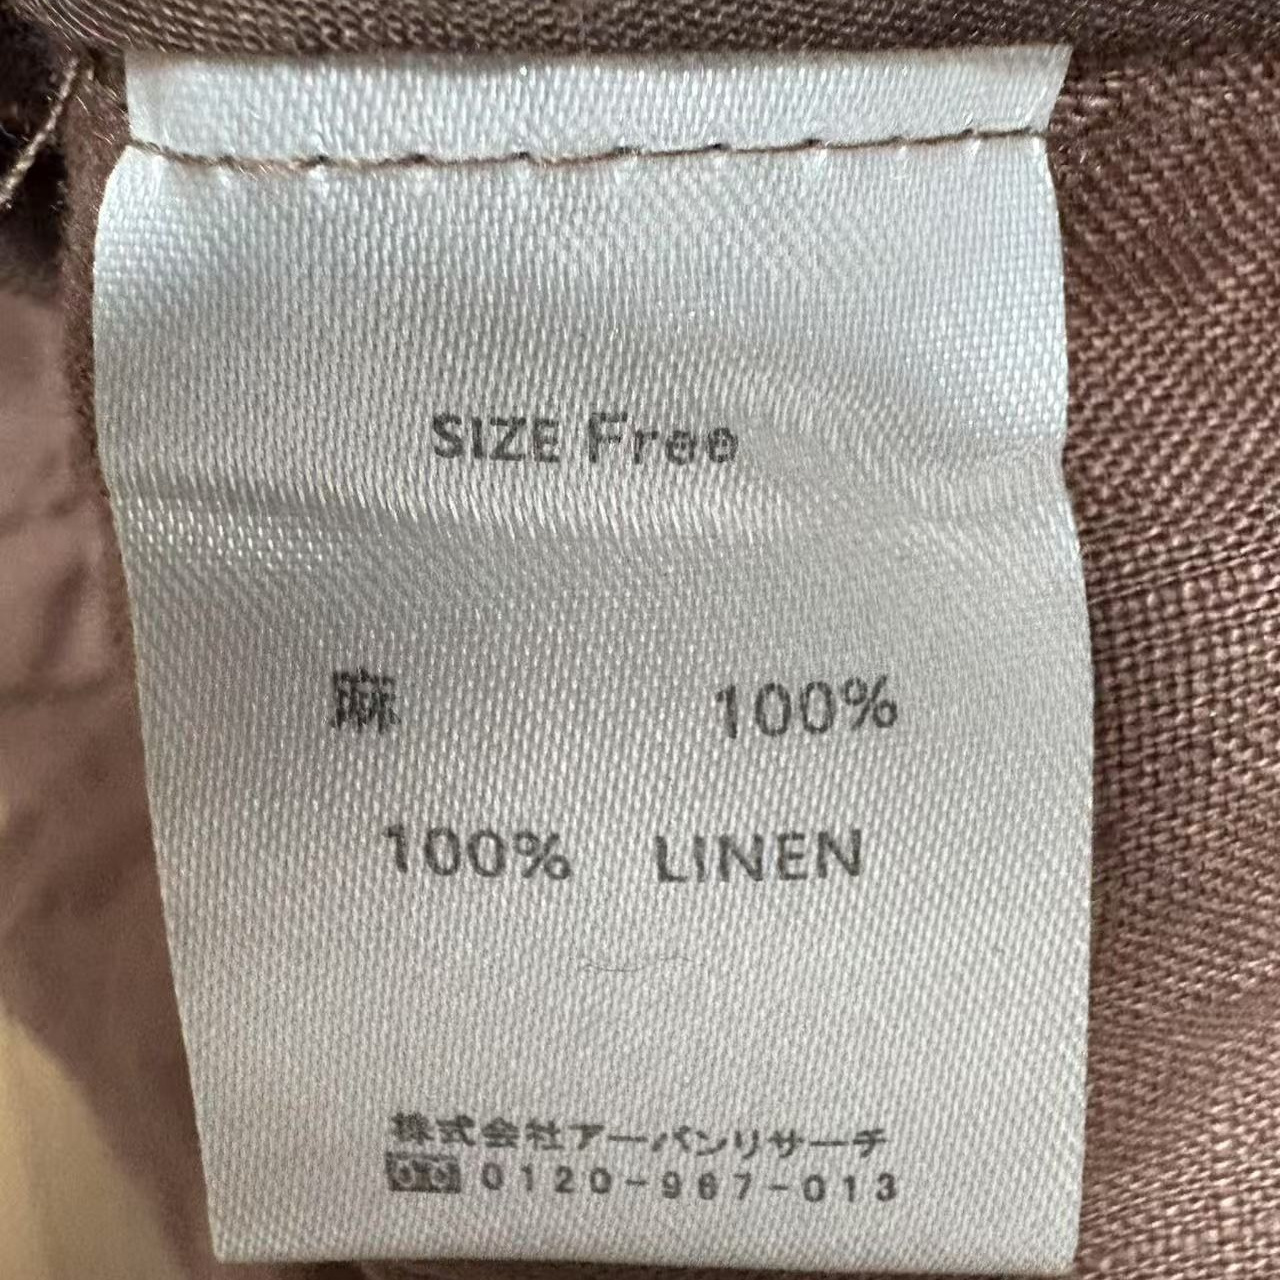 SIZE Free
麻 100%
100% LINEN
株式会社アーバンリサーチ
0120-967-013